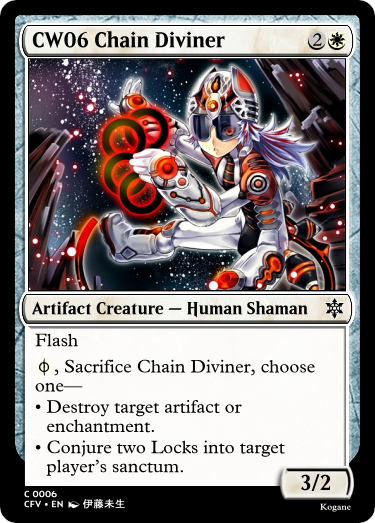 CW06 Chain Diviner 2
Artifact Creature — Human Shaman
Flash
⏀, Sacrifice Chain Diviner, choose
one—
• Destroy target artifact or
enchantment.
• Conjure two Locks into target
player's sanctum.
3/2
C 0006
CFV • EN 伊藤未生
Kogane